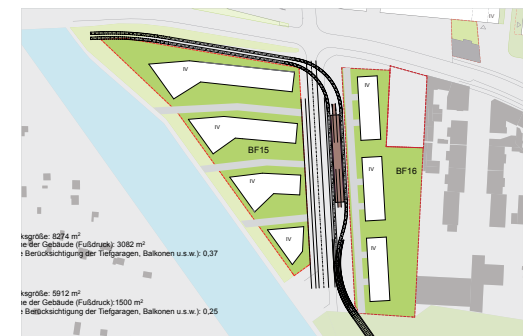 IV
IV
IV
IV
IV
BF15
IV
BF16
IV
IV
IV
ksgröße: 8274 m²
e der Gebäude (Fußdruck): 3082 m²
e Berücksichtigung der Tiefgaragen, Balkonen u.s.w.): 0,37
ksgröße: 5912 m²
e der Gebäude (Fußdruck):1500 m²
e Berücksichtigung der Tiefgaragen, Balkonen u.s.w.): 0,25